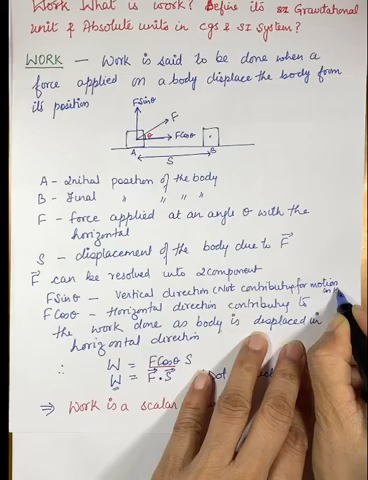 Work What is work? Define its SI Gravitational
unit & Absolute units in cgs & SI System?
WORK — Work is said to be done when a
force applied on a body displace the body from
its position
Fsinθ
F
θ
Fcosθ
A
B
S
A - Initial position of the body
B - Final " " " "
F - force applied at an angle θ with the
horizontal
S - displacement of the body due to F
F can be resolved into 2 component
Fsinθ - Vertical direction (Not contributing for motion
Fcosθ - Horizontal direction contributing to
the work done as body is displaced in
horizontal direction
∴ W = Fcosθ S
W = F . S
⇒ Work is a scalar